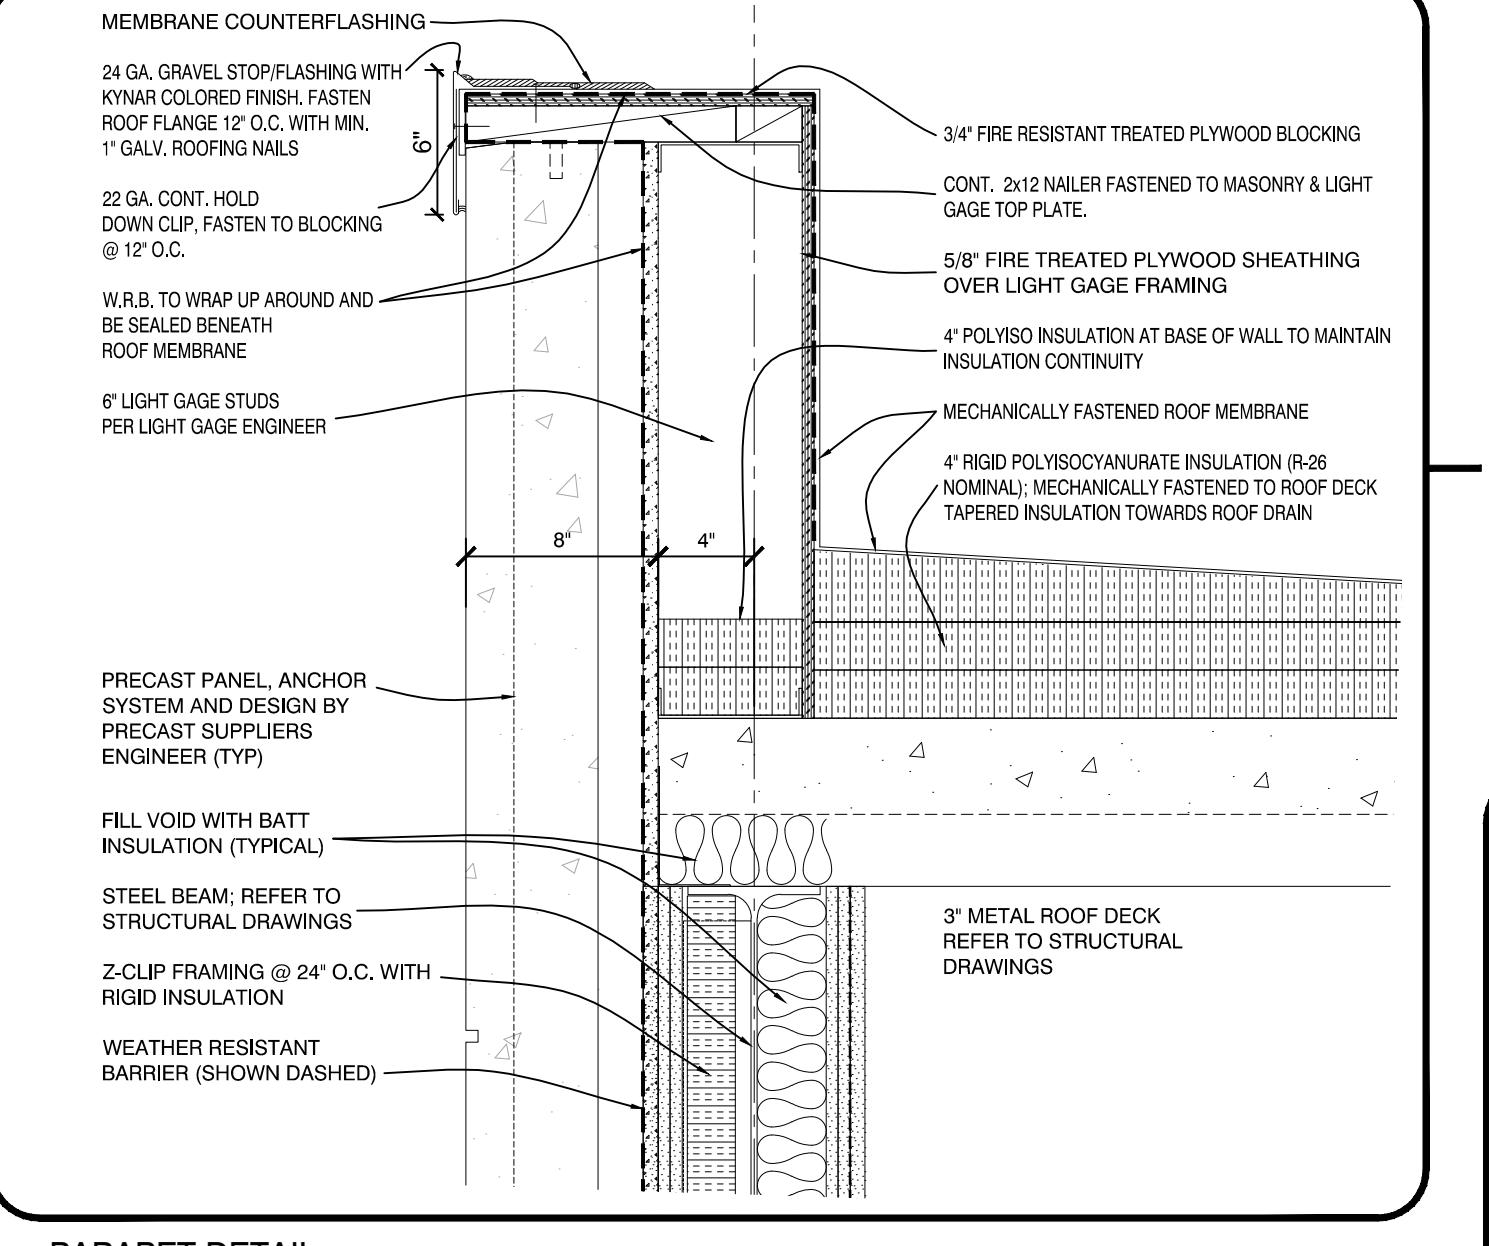 MEMBRANE COUNTERFLASHING
24 GA. GRAVEL STOP/FLASHING WITH
KYNAR COLORED FINISH. FASTEN
ROOF FLANGE 12" O.C. WITH MIN.
1" GALV. ROOFING NAILS
6"
22 GA. CONT. HOLD
DOWN CLIP, FASTEN TO BLOCKING
@ 12" O.C.
W.R.B. TO WRAP UP AROUND AND
BE SEALED BENEATH
ROOF MEMBRANE
6" LIGHT GAGE STUDS
PER LIGHT GAGE ENGINEER
8"
4"
PRECAST PANEL, ANCHOR
SYSTEM AND DESIGN BY
PRECAST SUPPLIERS
ENGINEER (TYP)
FILL VOID WITH BATT
INSULATION (TYPICAL)
STEEL BEAM; REFER TO
STRUCTURAL DRAWINGS
Z-CLIP FRAMING @ 24" O.C. WITH
RIGID INSULATION
WEATHER RESISTANT
BARRIER (SHOWN DASHED)
3/4" FIRE RESISTANT TREATED PLYWOOD BLOCKING
CONT. 2x12 NAILER FASTENED TO MASONRY & LIGHT
GAGE TOP PLATE.
5/8" FIRE TREATED PLYWOOD SHEATHING
OVER LIGHT GAGE FRAMING
4" POLYISO INSULATION AT BASE OF WALL TO MAINTAIN
INSULATION CONTINUITY
MECHANICALLY FASTENED ROOF MEMBRANE
4" RIGID POLYISOCYANURATE INSULATION (R-26
NOMINAL); MECHANICALLY FASTENED TO ROOF DECK
TAPERED INSULATION TOWARDS ROOF DRAIN
3" METAL ROOF DECK
REFER TO STRUCTURAL
DRAWINGS
PARAPET DETAIL